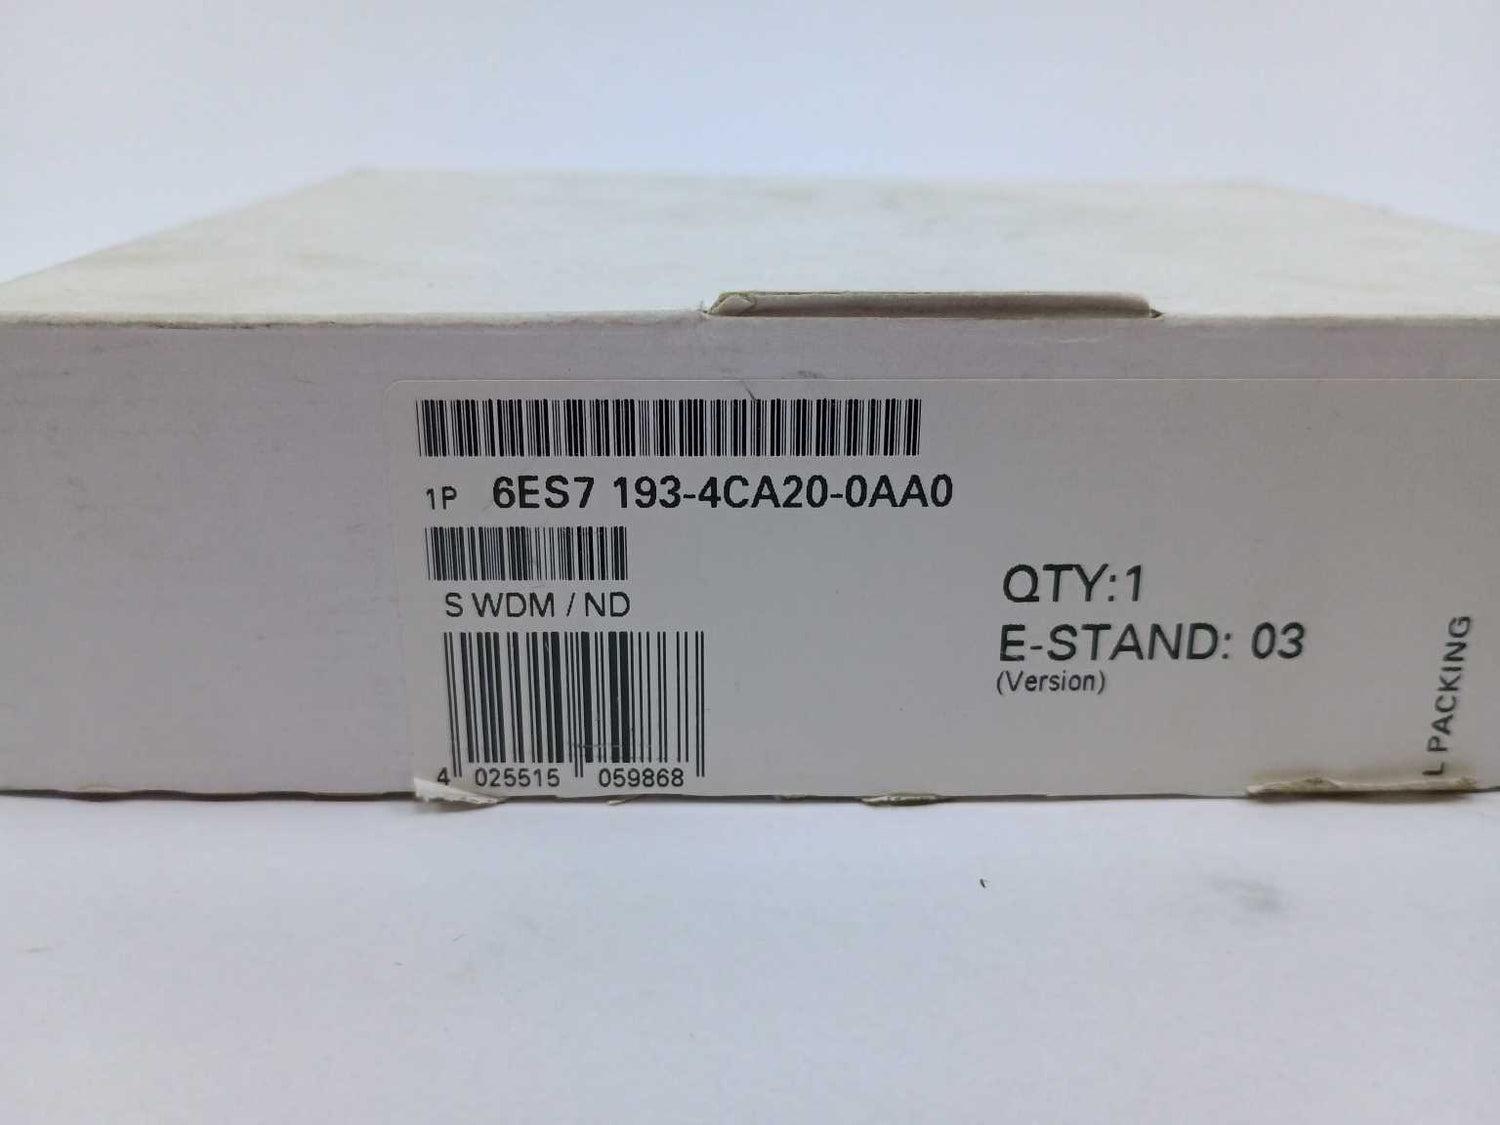 1P 6ES7 193-4CA20-0AA0
S WDM / ND
QTY:1
E-STAND: 03
(Version)
4 025515 059868
L PACKING